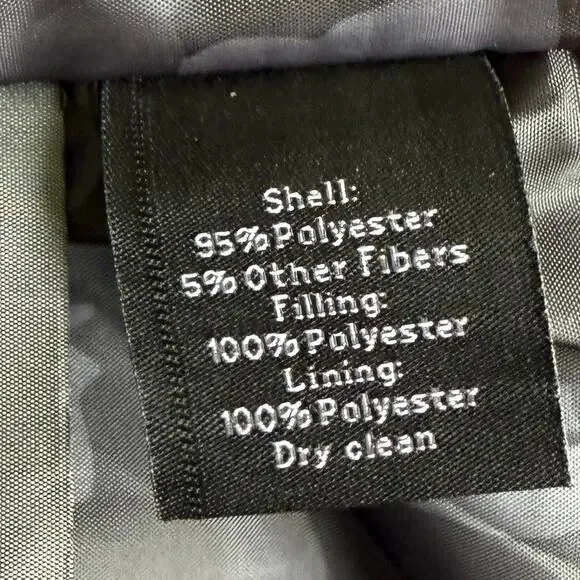 Shell:
95%Polyester
5% Other Fibers
Filling:
100%Polyester
Lining:
100%Polyester
Dry clean